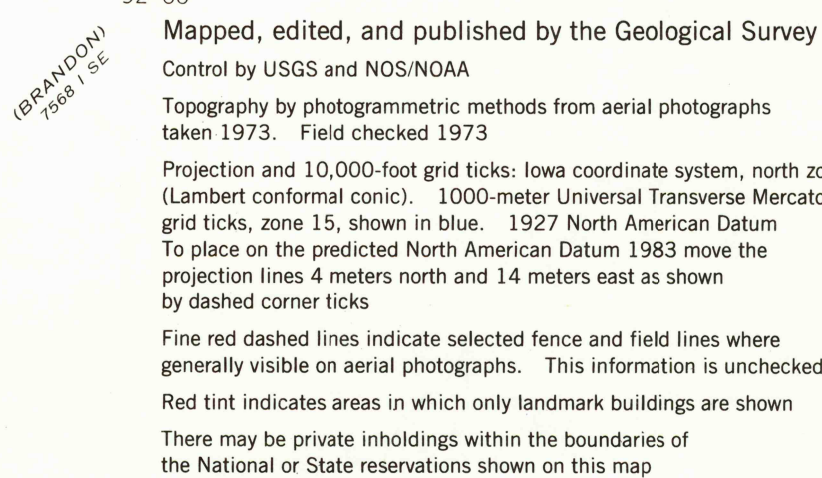 (BRANDON)
7568 I SE
Mapped, edited, and published by the Geological Survey
Control by USGS and NOS/NOAA
Topography by photogrammetric methods from aerial photographs
taken 1973. Field checked 1973
Projection and 10,000-foot grid ticks: Iowa coordinate system, north
(Lambert conformal conic). 1000-meter Universal Transverse
grid ticks, zone 15, shown in blue. 1927 North American Datum
To place on the predicted North American Datum 1983 move the
projection lines 4 meters north and 14 meters east as shown
by dashed corner ticks
Fine red dashed lines indicate selected fence and field lines where
generally visible on aerial photographs. This information is unchecked
Red tint indicates areas in which only landmark buildings are shown
There may be private inholdings within the boundaries of
the National or State reservations shown on this map